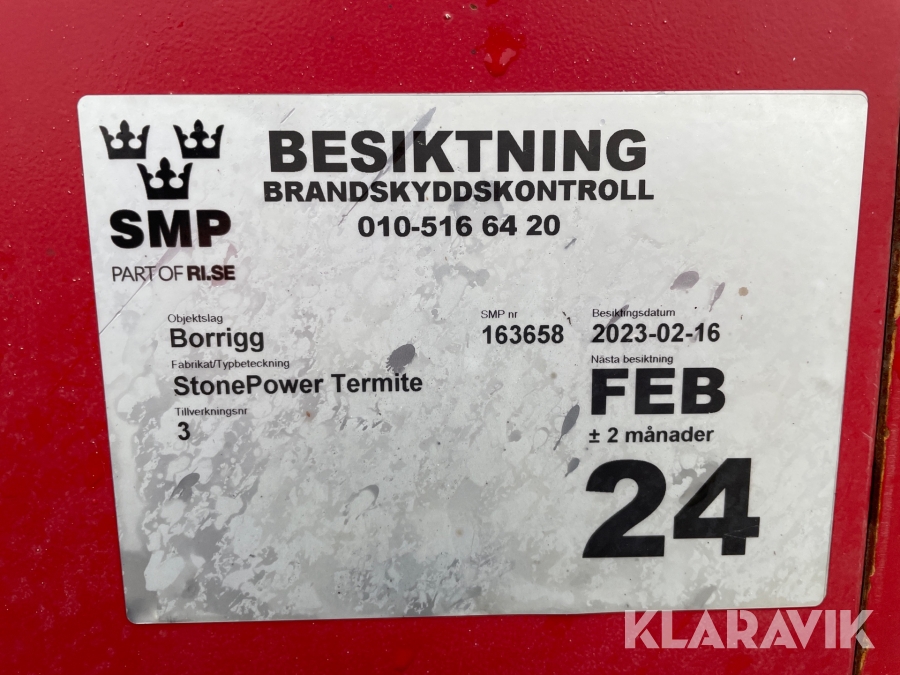 BESIKTNING
BRANDSKYDDSKONTROLL
010-516 64 20
SMP
PART OF RI.SE
Objektslag
Borrigg
Fabrikat/Typbeteckning
StonePower Termite
Tillverkningsnr
3
SMP nr
163658
Besiktingsdatum
2023-02-16
Nästa besiktning
FEB
± 2 månader
24
KLARAVIK